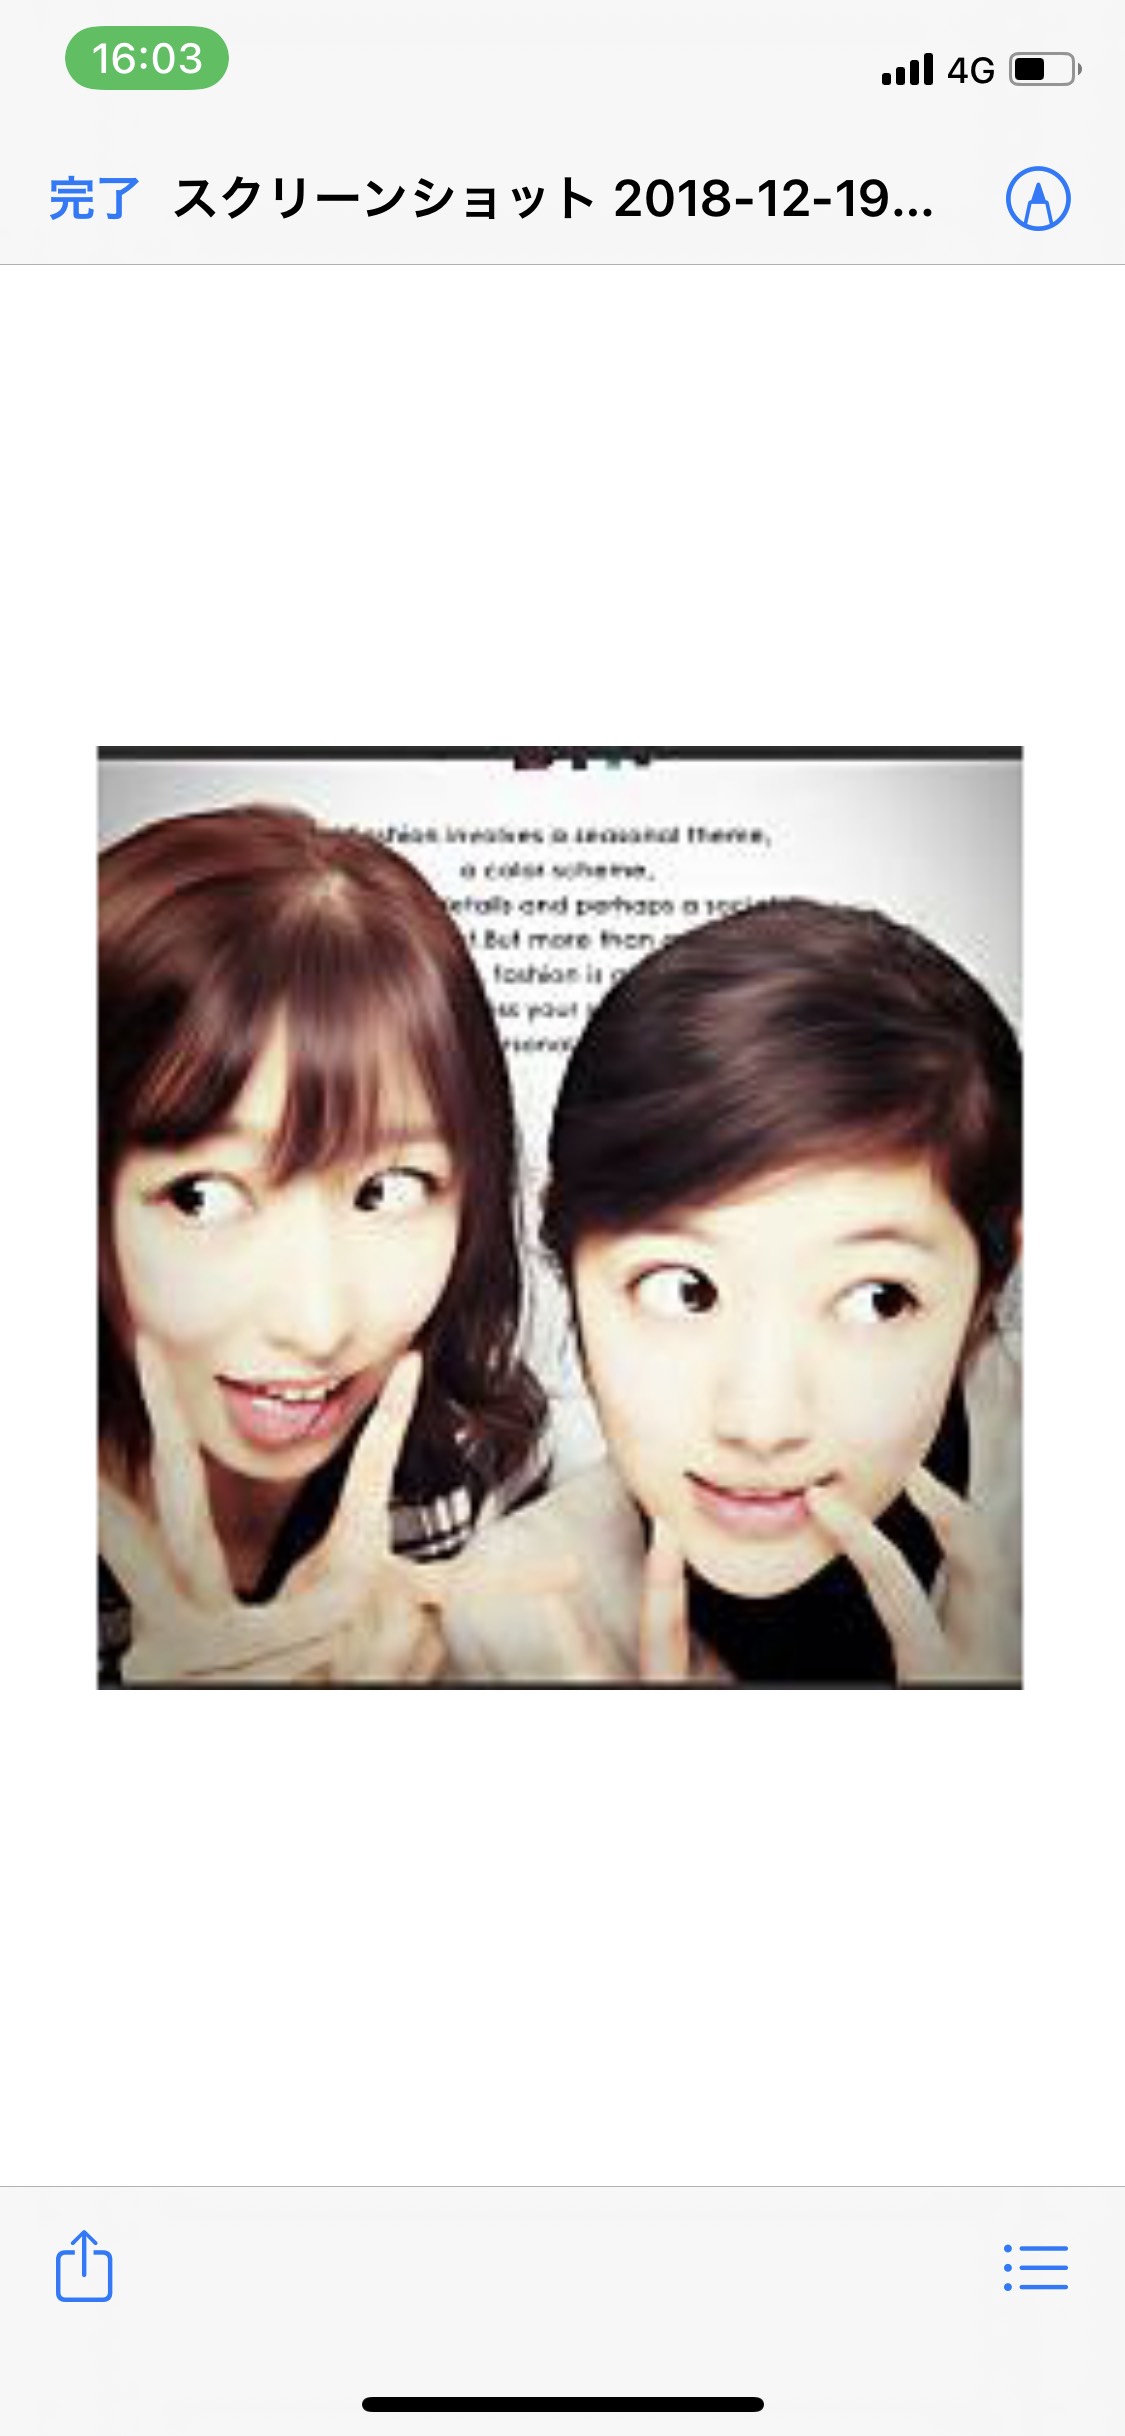 16:03
4G
完了 スクリーンショット 2018-12-19...
fashion involves a seasonal theme,
a color scheme,
details and perhaps a
But more than
fashion is
your